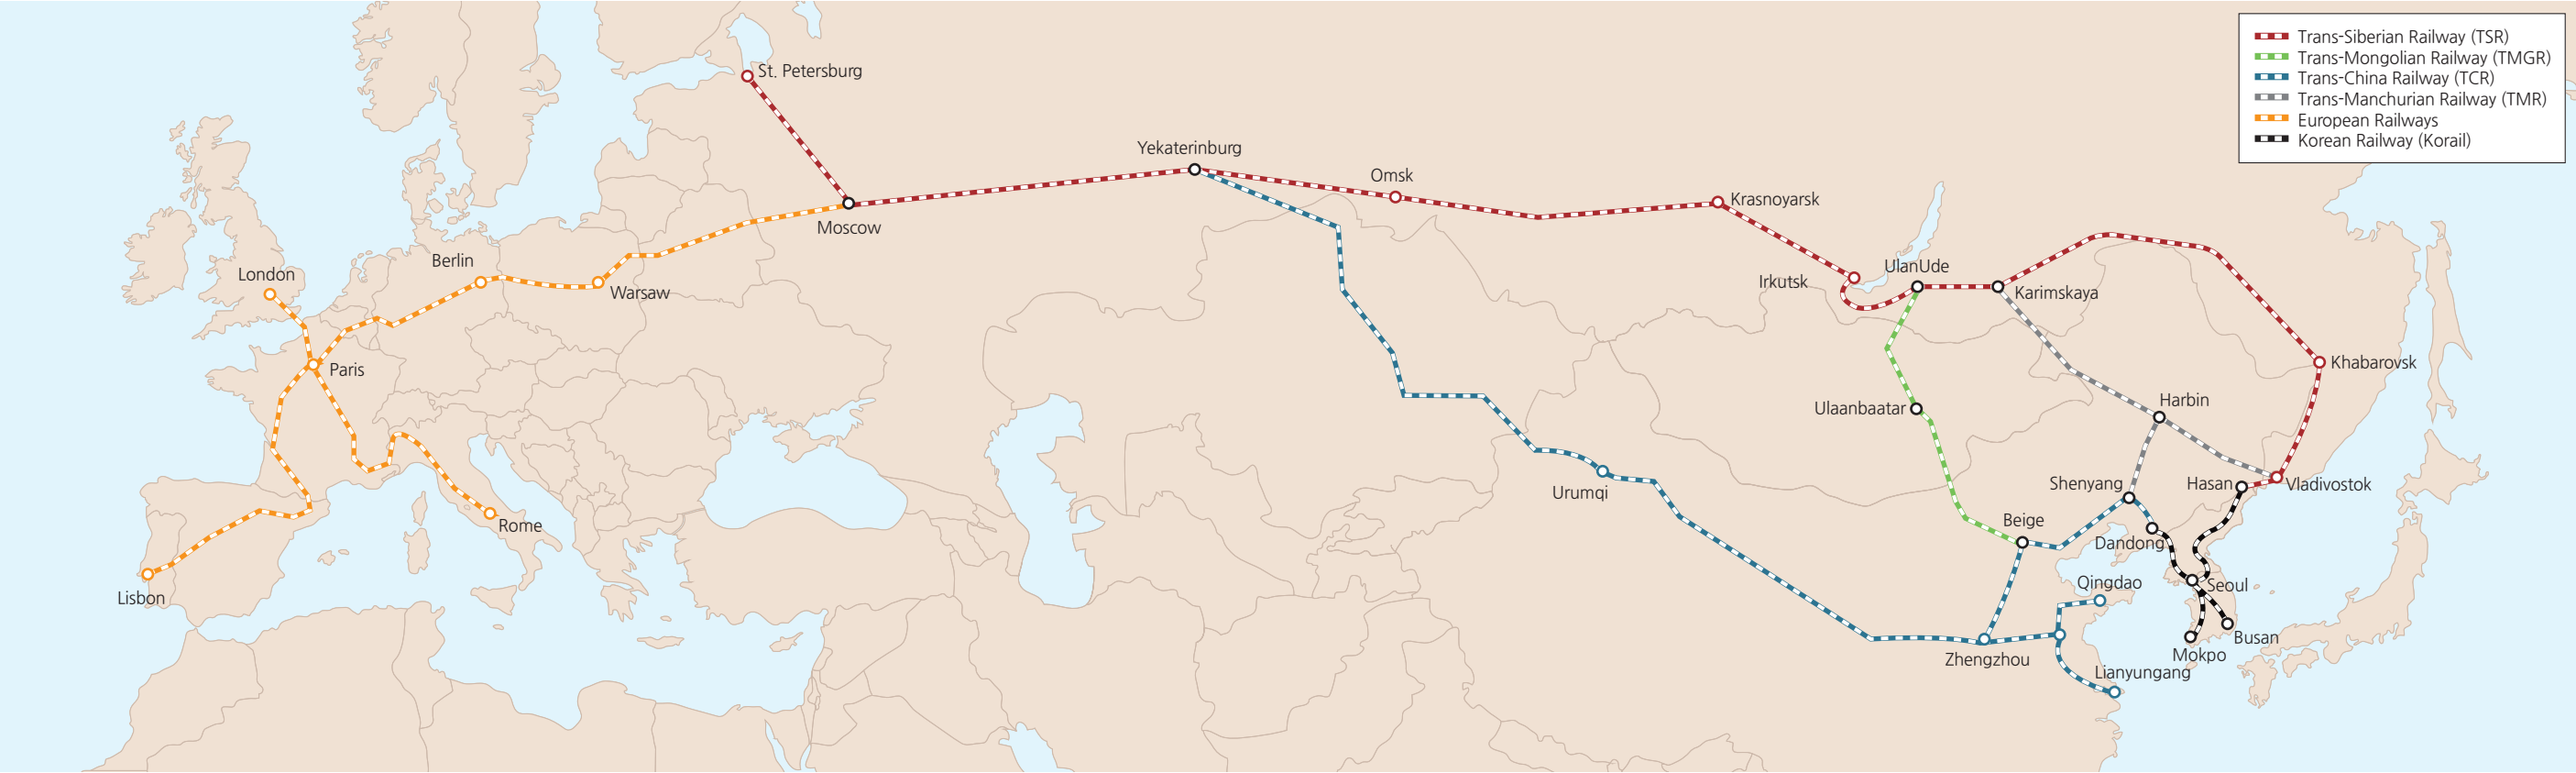 Trans-Siberian Railway (TSR)
Trans-Mongolian Railway (TMGR)
Trans-China Railway (TCR)
Trans-Manchurian Railway (TMR)
European Railways
Korean Railway (Korail)
St. Petersburg
Yekaterinburg
Omsk
Krasnoyarsk
Moscow
Berlin
London
Warsaw
Irkutsk
UlanUde
Karimskaya
Paris
Khabarovsk
Ulaanbaatar
Harbin
Urumqi
Shenyang
Hasan
Vladivostok
Rome
Beige
Dandong
Lisbon
Qingdao
Seoul
Busan
Zhengzhou
Mokpo
Lianyungang